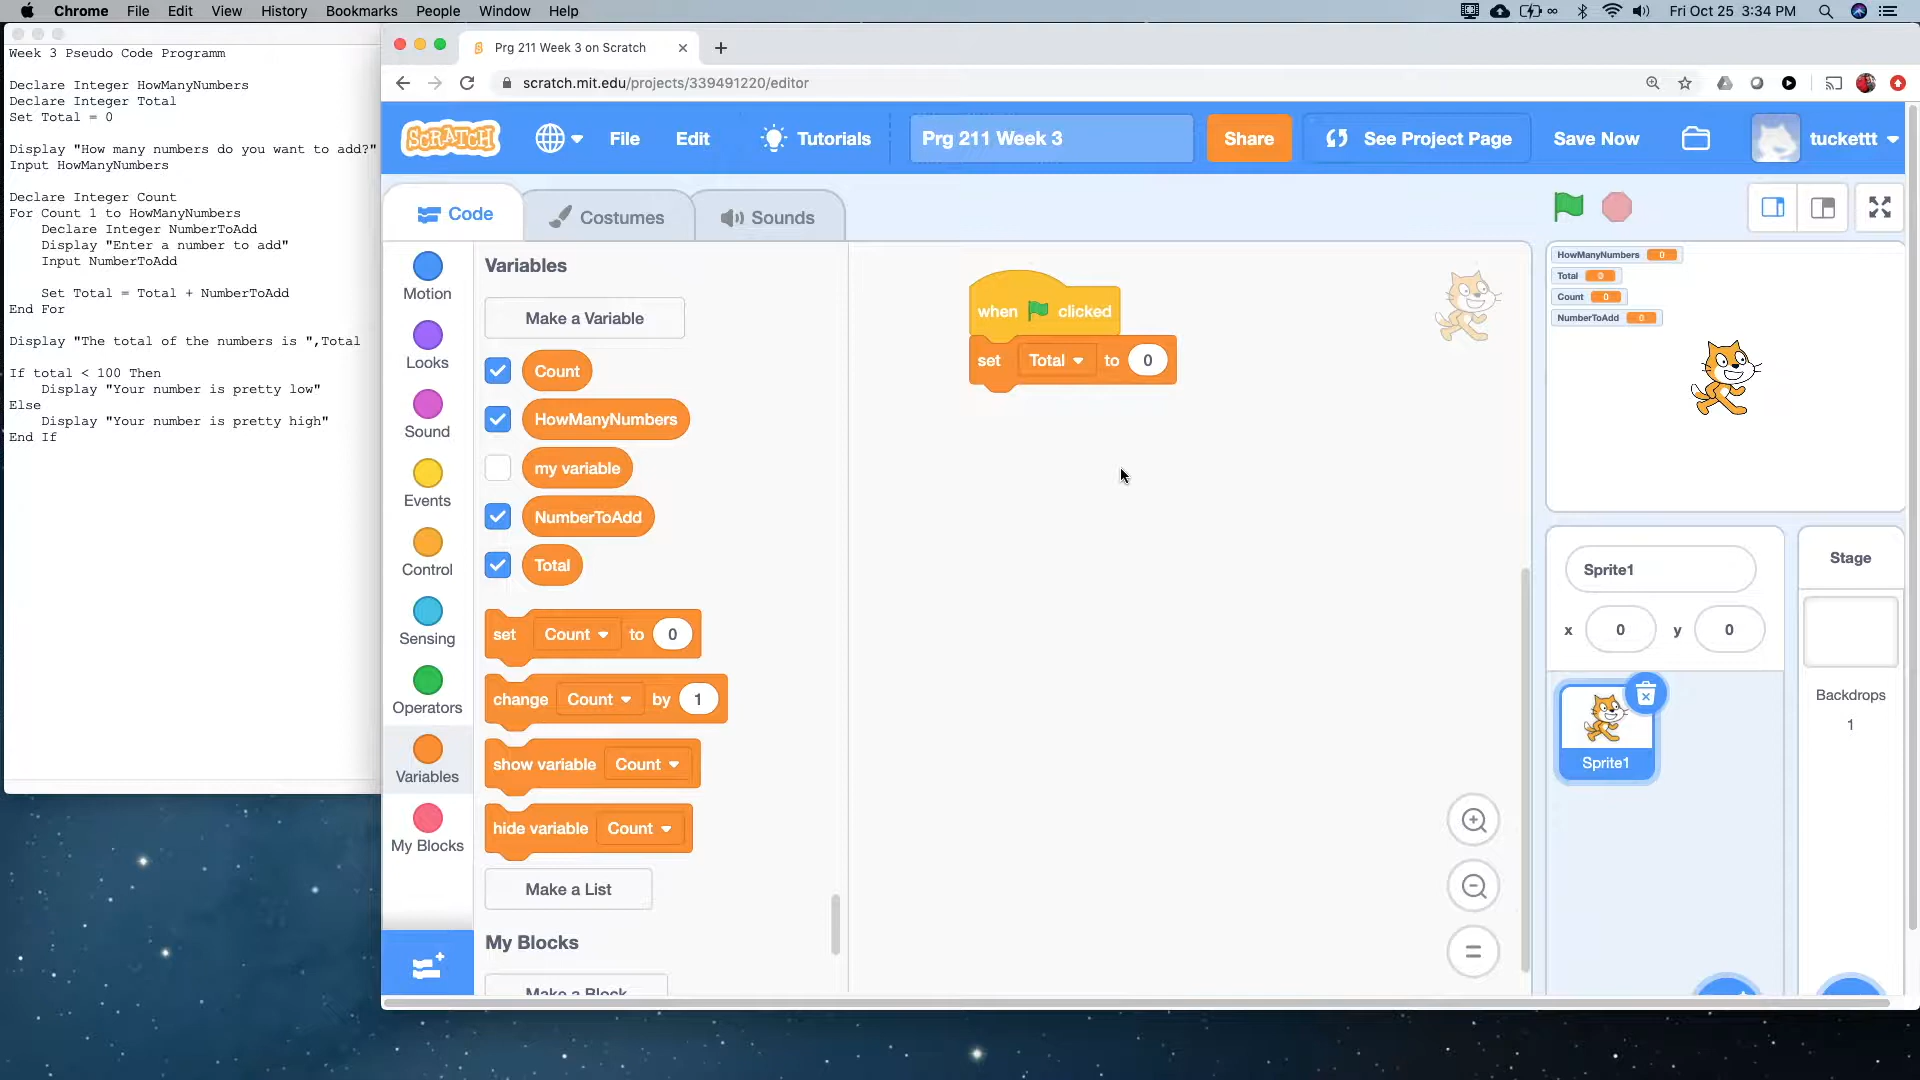 Chrome File Edit View History Bookmarks People Window Help
Fri Oct 25 3:34 PM
Week 3 Pseudo Code Programm
Declare Integer HowManyNumbers
Declare Integer Total
Set Total = 0
Display "How many numbers do you want to add?"
Input HowManyNumbers
Declare Integer Count
For Count 1 to HowManyNumbers
Declare Integer NumberToAdd
Display "Enter a number to add"
Input NumberToAdd
Set Total = Total + NumberToAdd
End For
Display "The total of the numbers is ",Total
If total < 100 Then
Display "Your number is pretty low"
Else
Display "Your number is pretty high"
End If
Prg 211 Week 3 on Scratch
scratch.mit.edu/projects/339491220/editor
SCRATCH File Edit Tutorials Prg 211 Week 3 Share See Project Page Save Now tuckettt
Code Costumes Sounds
Motion
Looks
Sound
Events
Control
Sensing
Operators
Variables
My Blocks
Variables
Make a Variable
Count
HowManyNumbers
my variable
NumberToAdd
Total
set Count to 0
change Count by 1
show variable Count
hide variable Count
Make a List
My Blocks
Make a Block
when clicked
set Total to 0
HowManyNumbers 0
Total 0
Count 0
NumberToAdd 0
Sprite1
x 0 y 0
Sprite1
Stage
Backdrops
1